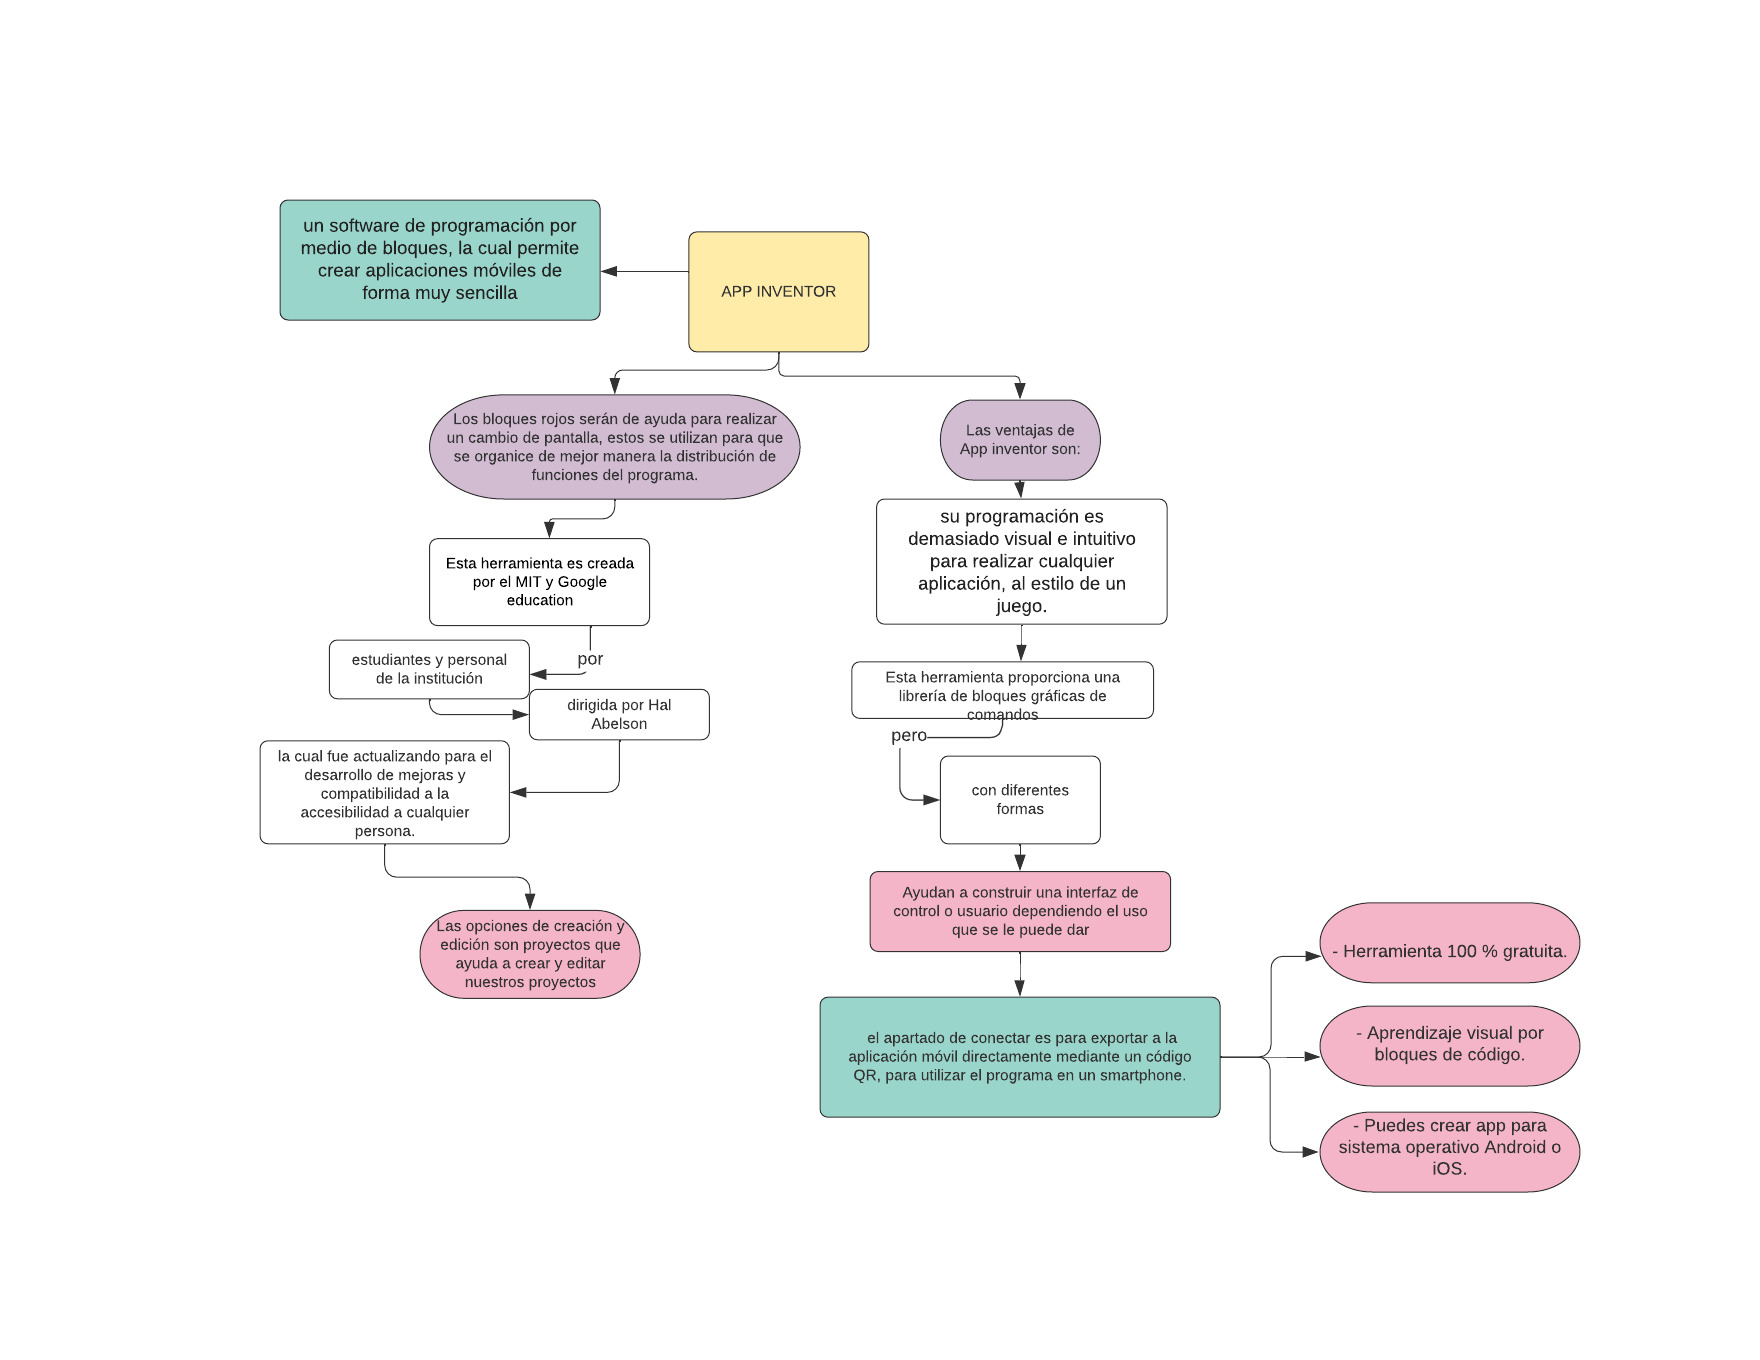 un software de programación por
medio de bloques, la cual permite
crear aplicaciones móviles de
forma muy sencilla
APP INVENTOR
Los bloques rojos serán de ayuda para realizar
un cambio de pantalla, estos se utilizan para que
se organice de mejor manera la distribución de
funciones del programa.
Esta herramienta es creada
por el MIT y Google
education
por
estudiantes y personal
de la institución
dirigida por Hal
Abelson
la cual fue actualizando para el
desarrollo de mejoras y
compatibilidad a la
accesibilidad a cualquier
persona.
Las opciones de creación y
edición son proyectos que
ayuda a crear y editar
nuestros proyectos
Las ventajas de
App inventor son:
su programación es
demasiado visual e intuitivo
para realizar cualquier
aplicación, al estilo de un
juego.
Esta herramienta proporciona una
librería de bloques gráficas de
comandos
pero
con diferentes
formas
Ayudan a construir una interfaz de
control o usuario dependiendo el uso
que se le puede dar
el apartado de conectar es para exportar a la
aplicación móvil directamente mediante un código
QR, para utilizar el programa en un smartphone.
- Herramienta 100 % gratuita.
- Aprendizaje visual por
bloques de código.
- Puedes crear app para
sistema operativo Android o
iOS.